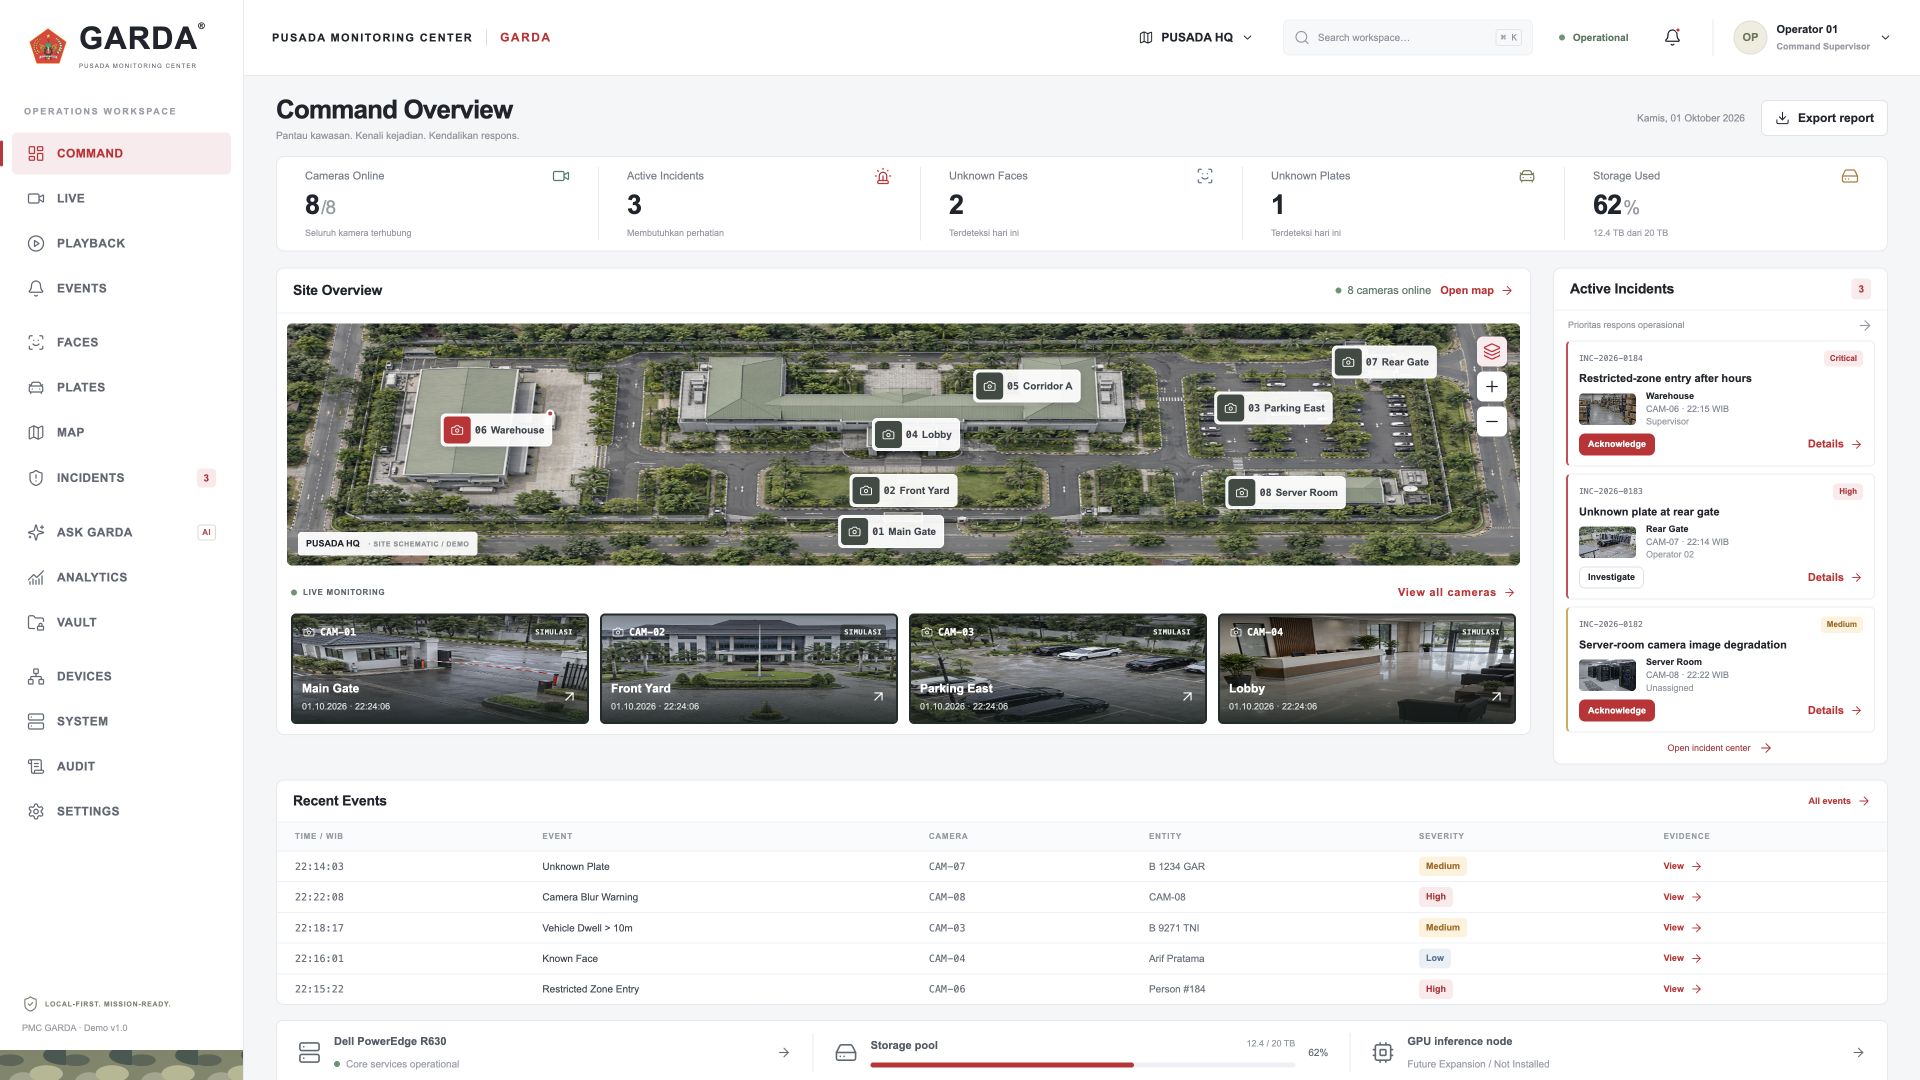 GARDA®
PUSADA MONITORING CENTER
OPERATIONS WORKSPACE
COMMAND
LIVE
PLAYBACK
EVENTS
FACES
PLATES
MAP
INCIDENTS 3
ASK GARDA AI
ANALYTICS
VAULT
DEVICES
SYSTEM
AUDIT
SETTINGS
LOCAL-FIRST. MISSION-READY.
PMC GARDA · Demo v1.0
PUSADA MONITORING CENTER GARDA
PUSADA HQ
Search workspace...
⌘ K
Operational
OP
Operator 01
Command Supervisor
Command Overview
Pantau kawasan. Kenali kejadian. Kendalikan respons.
Kamis, 01 Oktober 2026
Export report
Cameras Online
8/8
Seluruh kamera terhubung
Active Incidents
3
Membutuhkan perhatian
Unknown Faces
2
Terdeteksi hari ini
Unknown Plates
1
Terdeteksi hari ini
Storage Used
62%
12.4 TB dari 20 TB
Site Overview
8 cameras online
Open map
07 Rear Gate
05 Corridor A
03 Parking East
06 Warehouse
04 Lobby
02 Front Yard
08 Server Room
01 Main Gate
PUSADA HQ · SITE SCHEMATIC / DEMO
LIVE MONITORING
View all cameras
CAM-01 SIMULASI
Main Gate
01.10.2026 · 22:24:06
CAM-02 SIMULASI
Front Yard
01.10.2026 · 22:24:06
CAM-03 SIMULASI
Parking East
01.10.2026 · 22:24:06
CAM-04 SIMULASI
Lobby
01.10.2026 · 22:24:06
Active Incidents 3
Prioritas respons operasional
INC-2026-0184 Critical
Restricted-zone entry after hours
Warehouse
CAM-06 · 22:15 WIB
Supervisor
Acknowledge Details
INC-2026-0183 High
Unknown plate at rear gate
Rear Gate
CAM-07 · 22:14 WIB
Operator 02
Investigate Details
INC-2026-0182 Medium
Server-room camera image degradation
Server Room
CAM-08 · 22:22 WIB
Unassigned
Acknowledge Details
Open incident center
Recent Events
All events
TIME / WIB EVENT CAMERA ENTITY SEVERITY EVIDENCE
22:14:03 Unknown Plate CAM-07 B 1234 GAR Medium View
22:22:08 Camera Blur Warning CAM-08 CAM-08 High View
22:18:17 Vehicle Dwell > 10m CAM-03 B 9271 TNI Medium View
22:16:01 Known Face CAM-04 Arif Pratama Low View
22:15:22 Restricted Zone Entry CAM-06 Person #184 High View
Dell PowerEdge R630
Core services operational
Storage pool
12.4 / 20 TB
62%
GPU inference node
Future Expansion / Not Installed